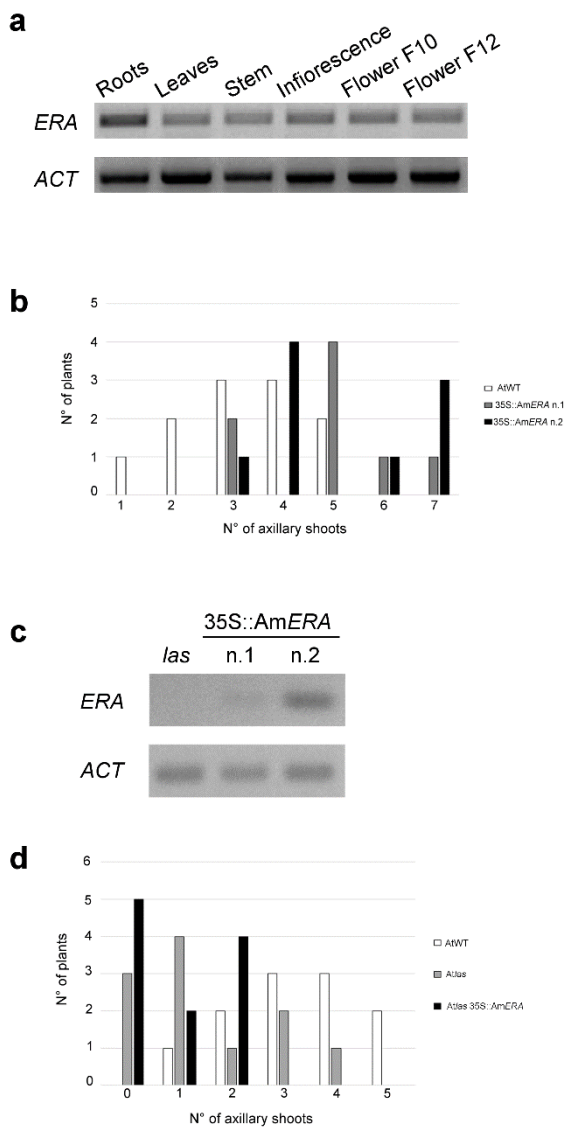 a
Roots Leaves Stem Infiorescence Flower F10 Flower F12
ERA
ACT
b
5
4
3
2
1
0
N° of plants
1 2 3 4 5 6 7
N° of axillary shoots
AtWT
35S::AmERA n.1
35S::AmERA n.2
c
35S::AmERA
las n.1 n.2
ERA
ACT
d
6
5
4
3
2
1
0
N° of plants
0 1 2 3 4 5
N° of axillary shoots
AtWT
Atlas
Atlas 35S::AmERA